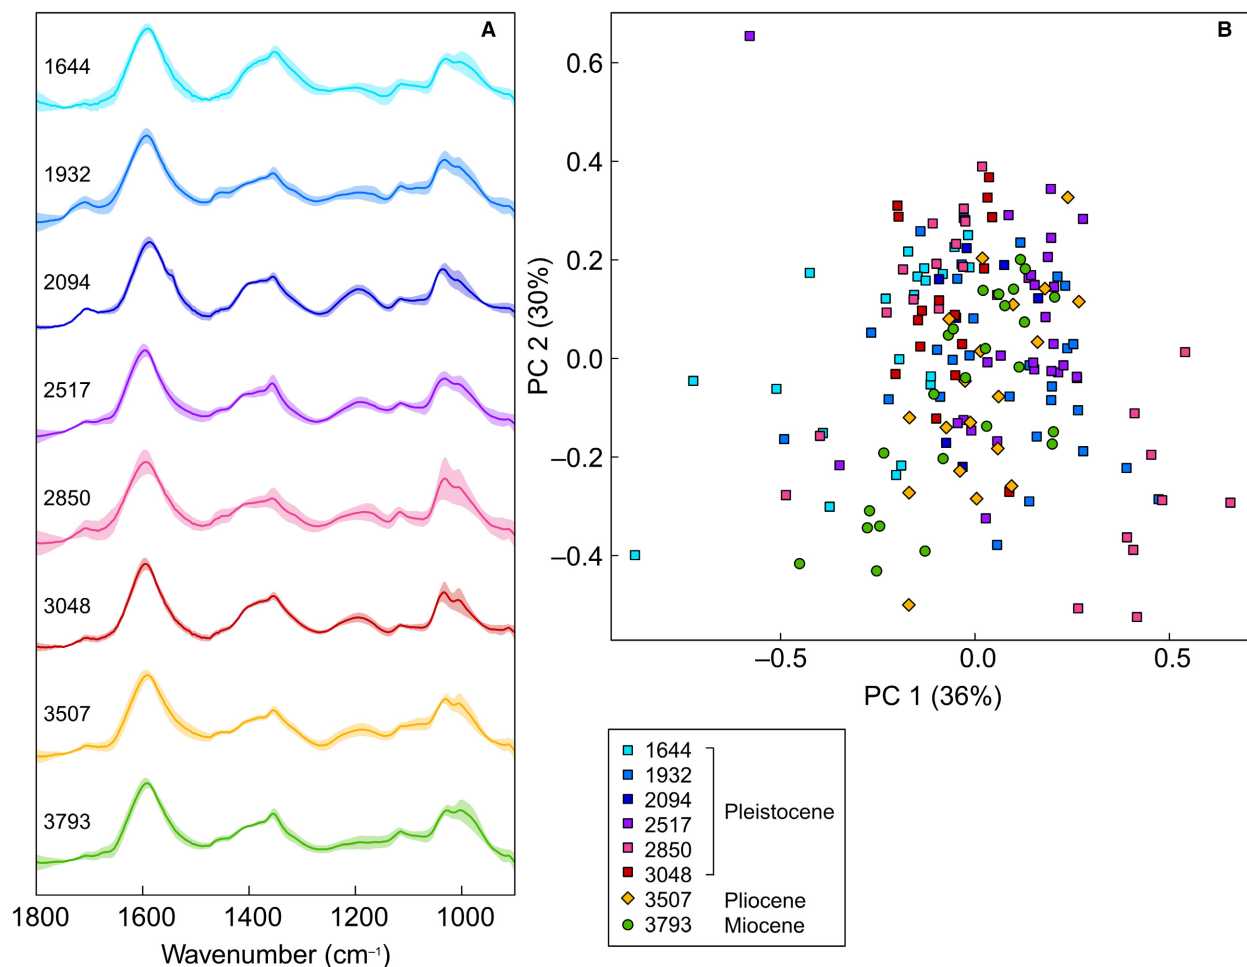 A
1644
1932
2094
2517
2850
3048
3507
3793
1800 1600 1400 1200 1000
Wavenumber (cm⁻¹)
B
0.6
0.4
0.2
0.0
–0.2
–0.4
PC 2 (30%)
–0.5 0.0 0.5
PC 1 (36%)
1644
1932
2094
2517
2850
3048
Pleistocene
3507 Pliocene
3793 Miocene